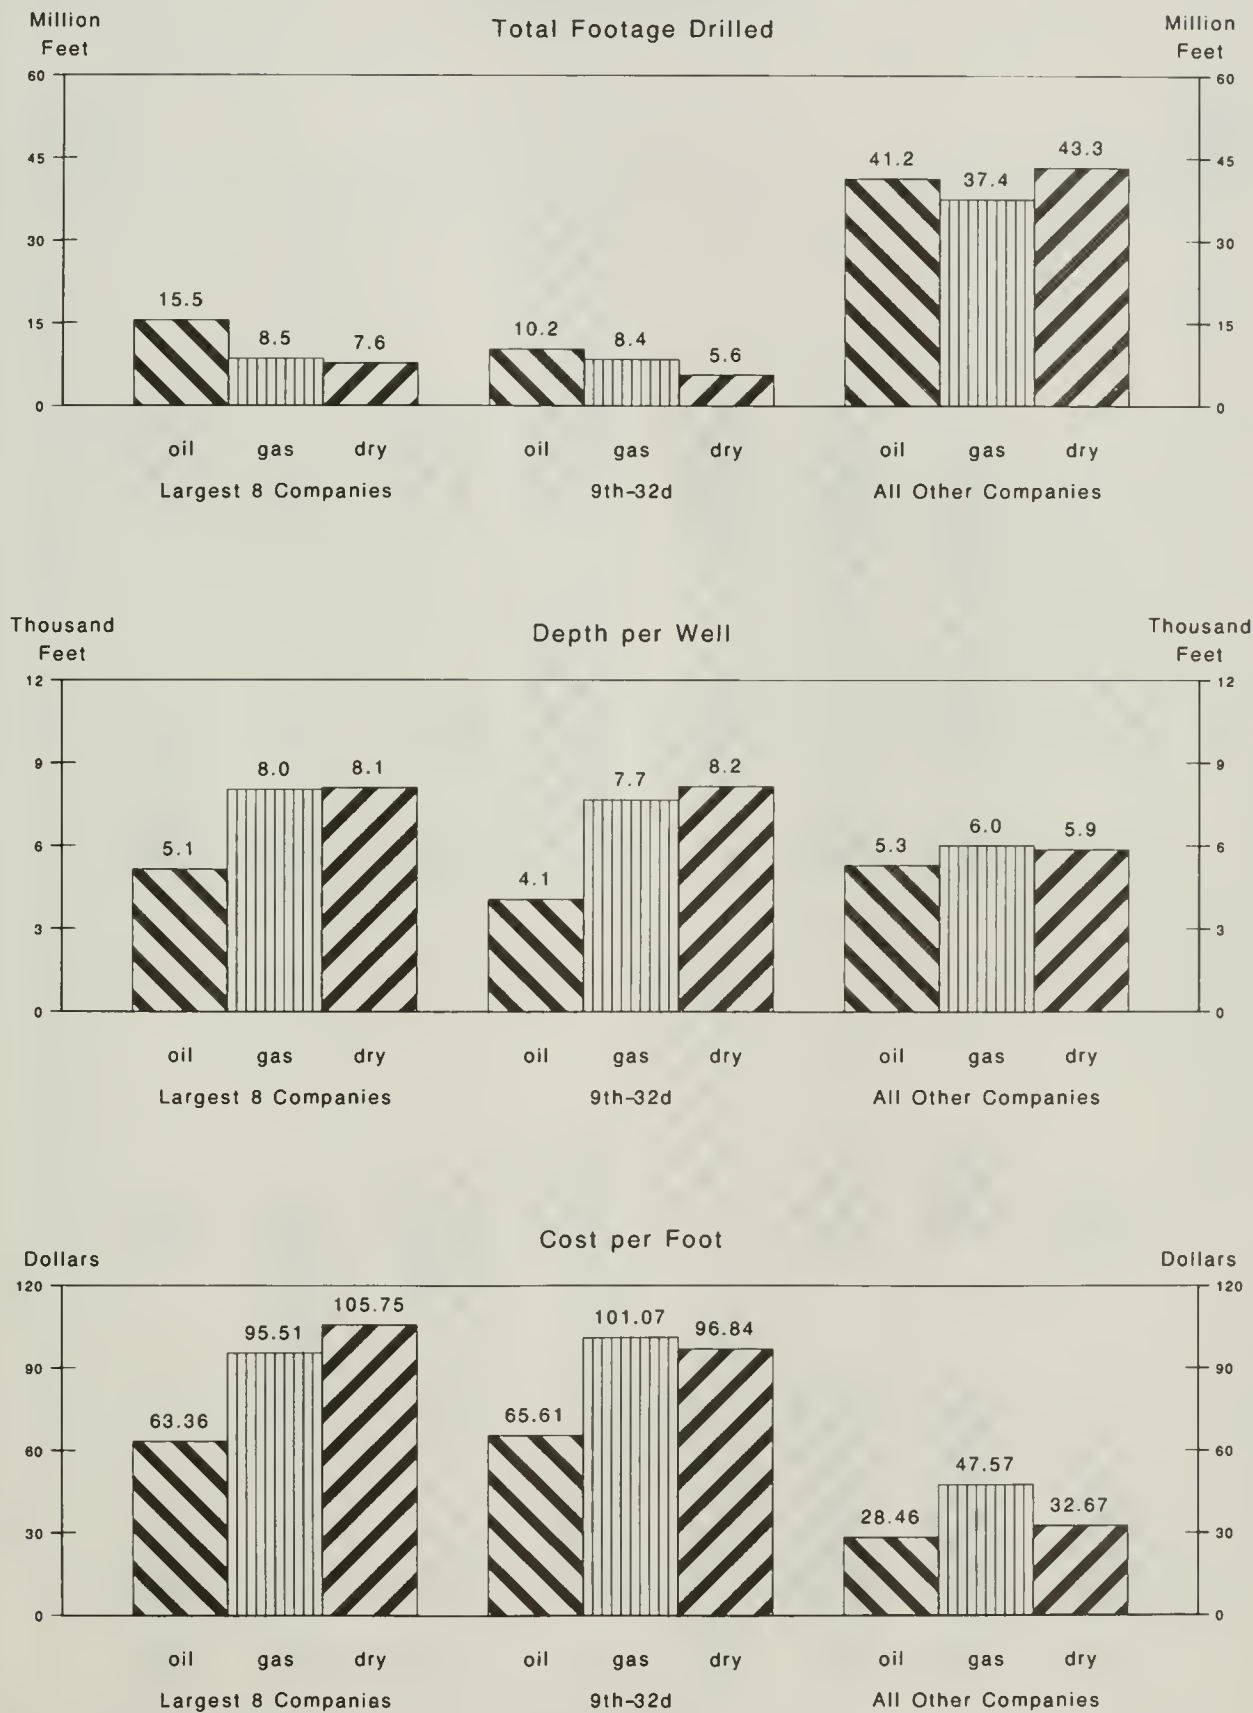 Million Total Footage Drilled Million
Feet Feet
60 60
45 45
30 30
15 15
0 0
41.2 37.4 43.3
15.5 8.5 7.6 10.2 8.4 5.6
oil gas dry oil gas dry oil gas dry
Largest 8 Companies 9th-32d All Other Companies
Thousand Depth per Well Thousand
Feet Feet
12 12
9 9
6 6
3 3
0 0
5.1 8.0 8.1 4.1 7.7 8.2 5.3 6.0 5.9
oil gas dry oil gas dry oil gas dry
Largest 8 Companies 9th-32d All Other Companies
Dollars Cost per Foot Dollars
120 120
90 90
60 60
30 30
0 0
63.36 95.51 105.75 65.61 101.07 96.84 28.46 47.57 32.67
oil gas dry oil gas dry oil gas dry
Largest 8 Companies 9th-32d All Other Companies